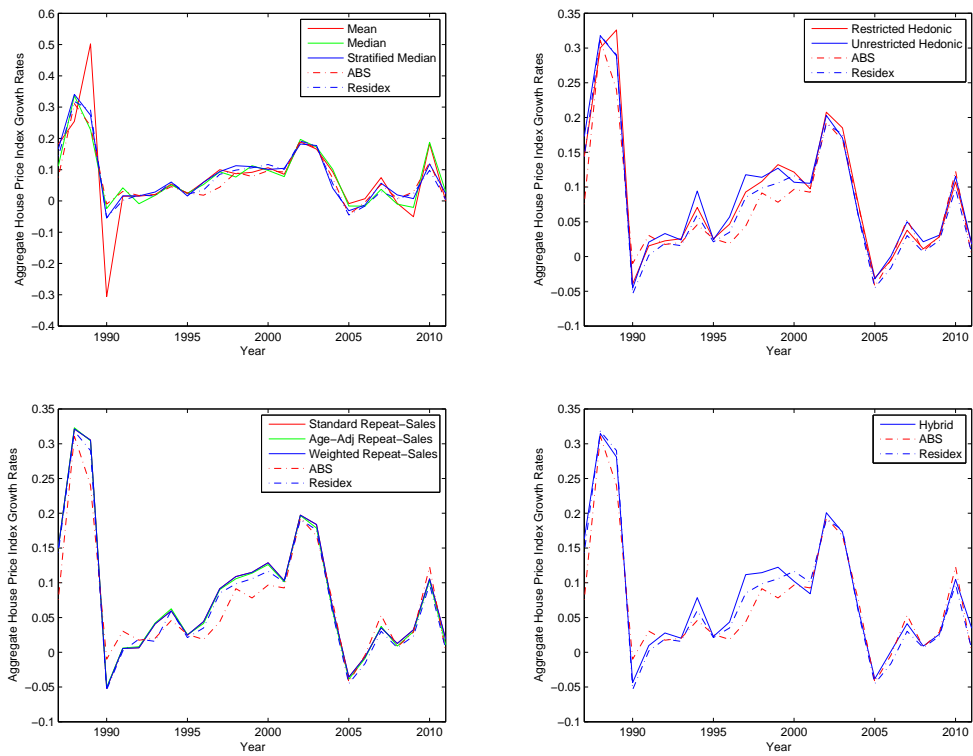 Aggregate House Price Index Growth Rates
0.6
0.5
0.4
0.3
0.2
0.1
0
−0.1
−0.2
−0.3
−0.4
1990 1995 2000 2005 2010
Year
Mean
Median
Stratified Median
ABS
Residex
Aggregate House Price Index Growth Rates
0.35
0.3
0.25
0.2
0.15
0.1
0.05
0
−0.05
−0.1
1990 1995 2000 2005 2010
Year
Restricted Hedonic
Unrestricted Hedonic
ABS
Residex
Aggregate House Price Index Growth Rates
0.35
0.3
0.25
0.2
0.15
0.1
0.05
0
−0.05
−0.1
1990 1995 2000 2005 2010
Year
Standard Repeat−Sales
Age−Adj Repeat−Sales
Weighted Repeat−Sales
ABS
Residex
Aggregate House Price Index Growth Rates
0.35
0.3
0.25
0.2
0.15
0.1
0.05
0
−0.05
−0.1
1990 1995 2000 2005 2010
Year
Hybrid
ABS
Residex